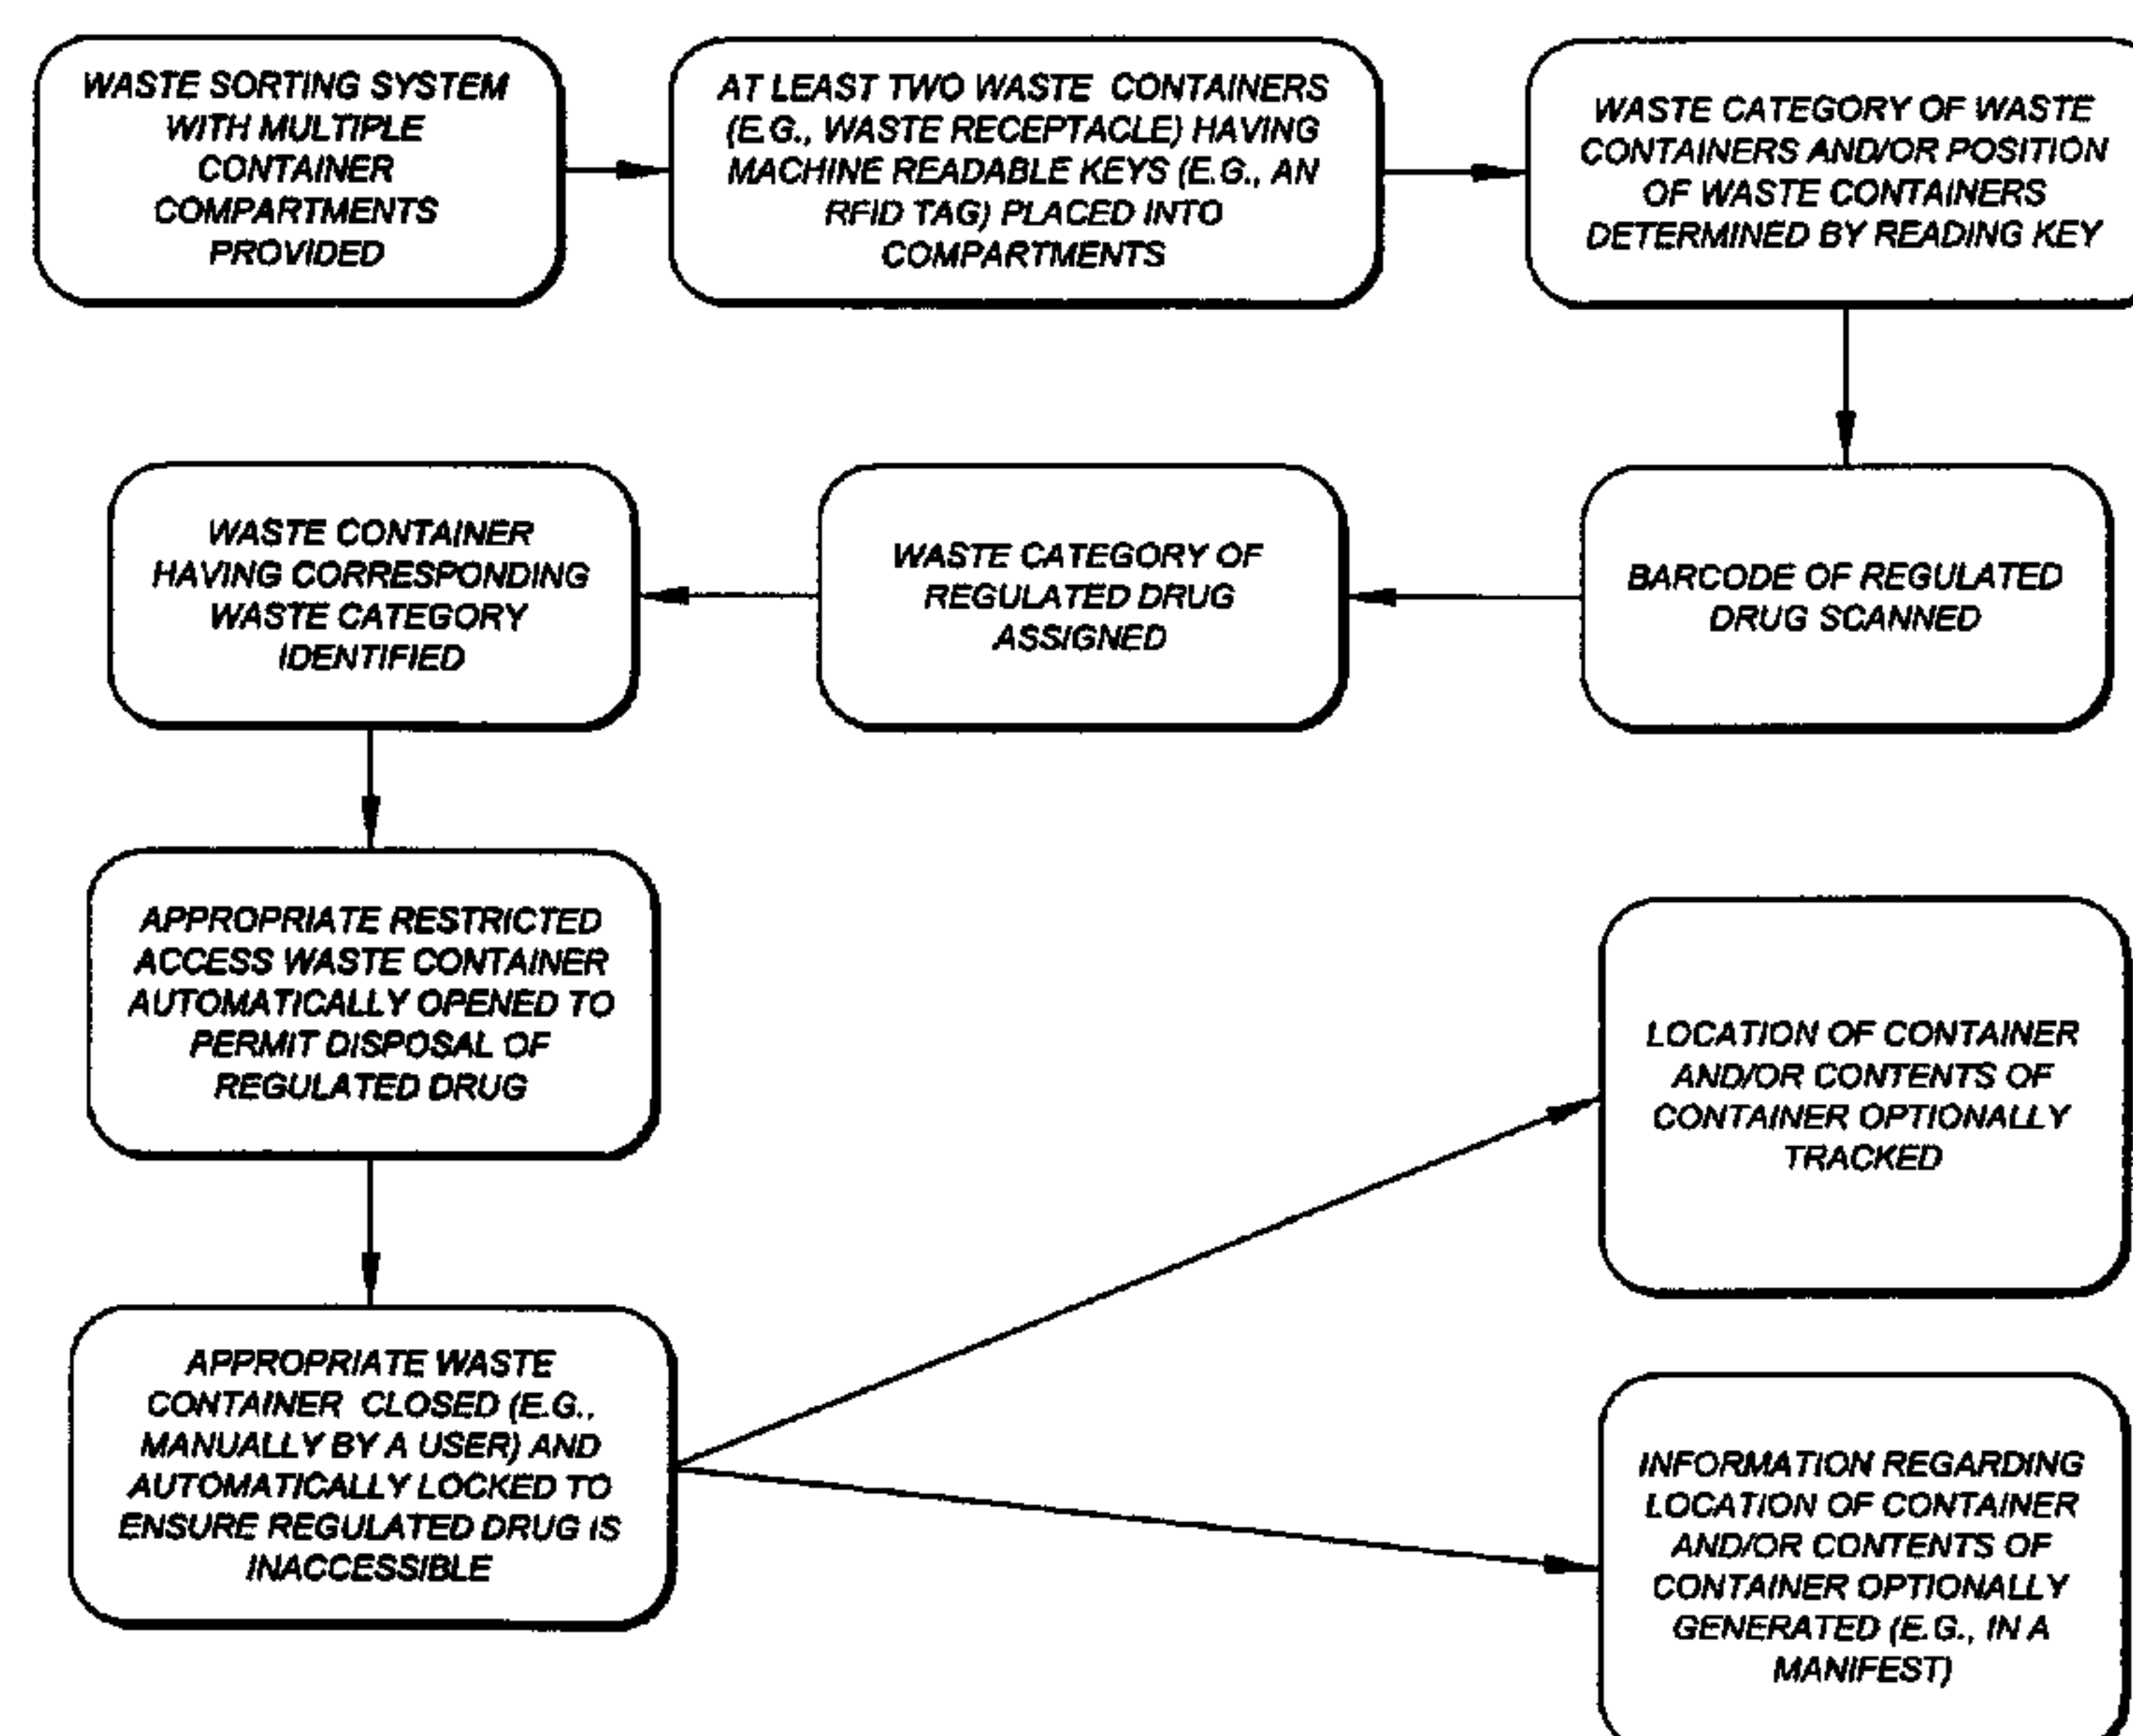 WASTE SORTING SYSTEM
WITH MULTIPLE
CONTAINER
COMPARTMENTS
PROVIDED
AT LEAST TWO WASTE CONTAINERS
(E.G., WASTE RECEPTACLE) HAVING
MACHINE READABLE KEYS (E.G., AN
RFID TAG) PLACED INTO
COMPARTMENTS
WASTE CATEGORY OF WASTE
CONTAINERS AND/OR POSITION
OF WASTE CONTAINERS
DETERMINED BY READING KEY
BARCODE OF REGULATED
DRUG SCANNED
WASTE CATEGORY OF
REGULATED DRUG
ASSIGNED
WASTE CONTAINER
HAVING CORRESPONDING
WASTE CATEGORY
IDENTIFIED
APPROPRIATE RESTRICTED
ACCESS WASTE CONTAINER
AUTOMATICALLY OPENED TO
PERMIT DISPOSAL OF
REGULATED DRUG
APPROPRIATE WASTE
CONTAINER CLOSED (E.G.,
MANUALLY BY A USER) AND
AUTOMATICALLY LOCKED TO
ENSURE REGULATED DRUG IS
INACCESSIBLE
LOCATION OF CONTAINER
AND/OR CONTENTS OF
CONTAINER OPTIONALLY
TRACKED
INFORMATION REGARDING
LOCATION OF CONTAINER
AND/OR CONTENTS OF
CONTAINER OPTIONALLY
GENERATED (E.G., IN A
MANIFEST)